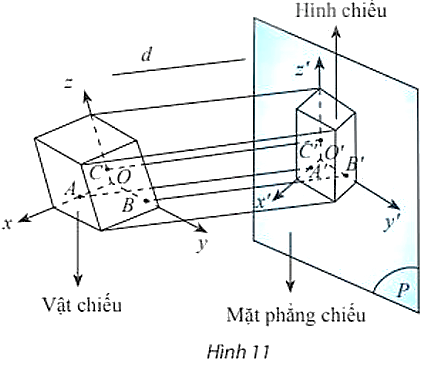 Hình chiếu
d
z
z'
C
O
A
B
x
y
C'
O'
A'
B'
x'
y'
P
Vật chiếu
Mặt phẳng chiếu
Hình 11